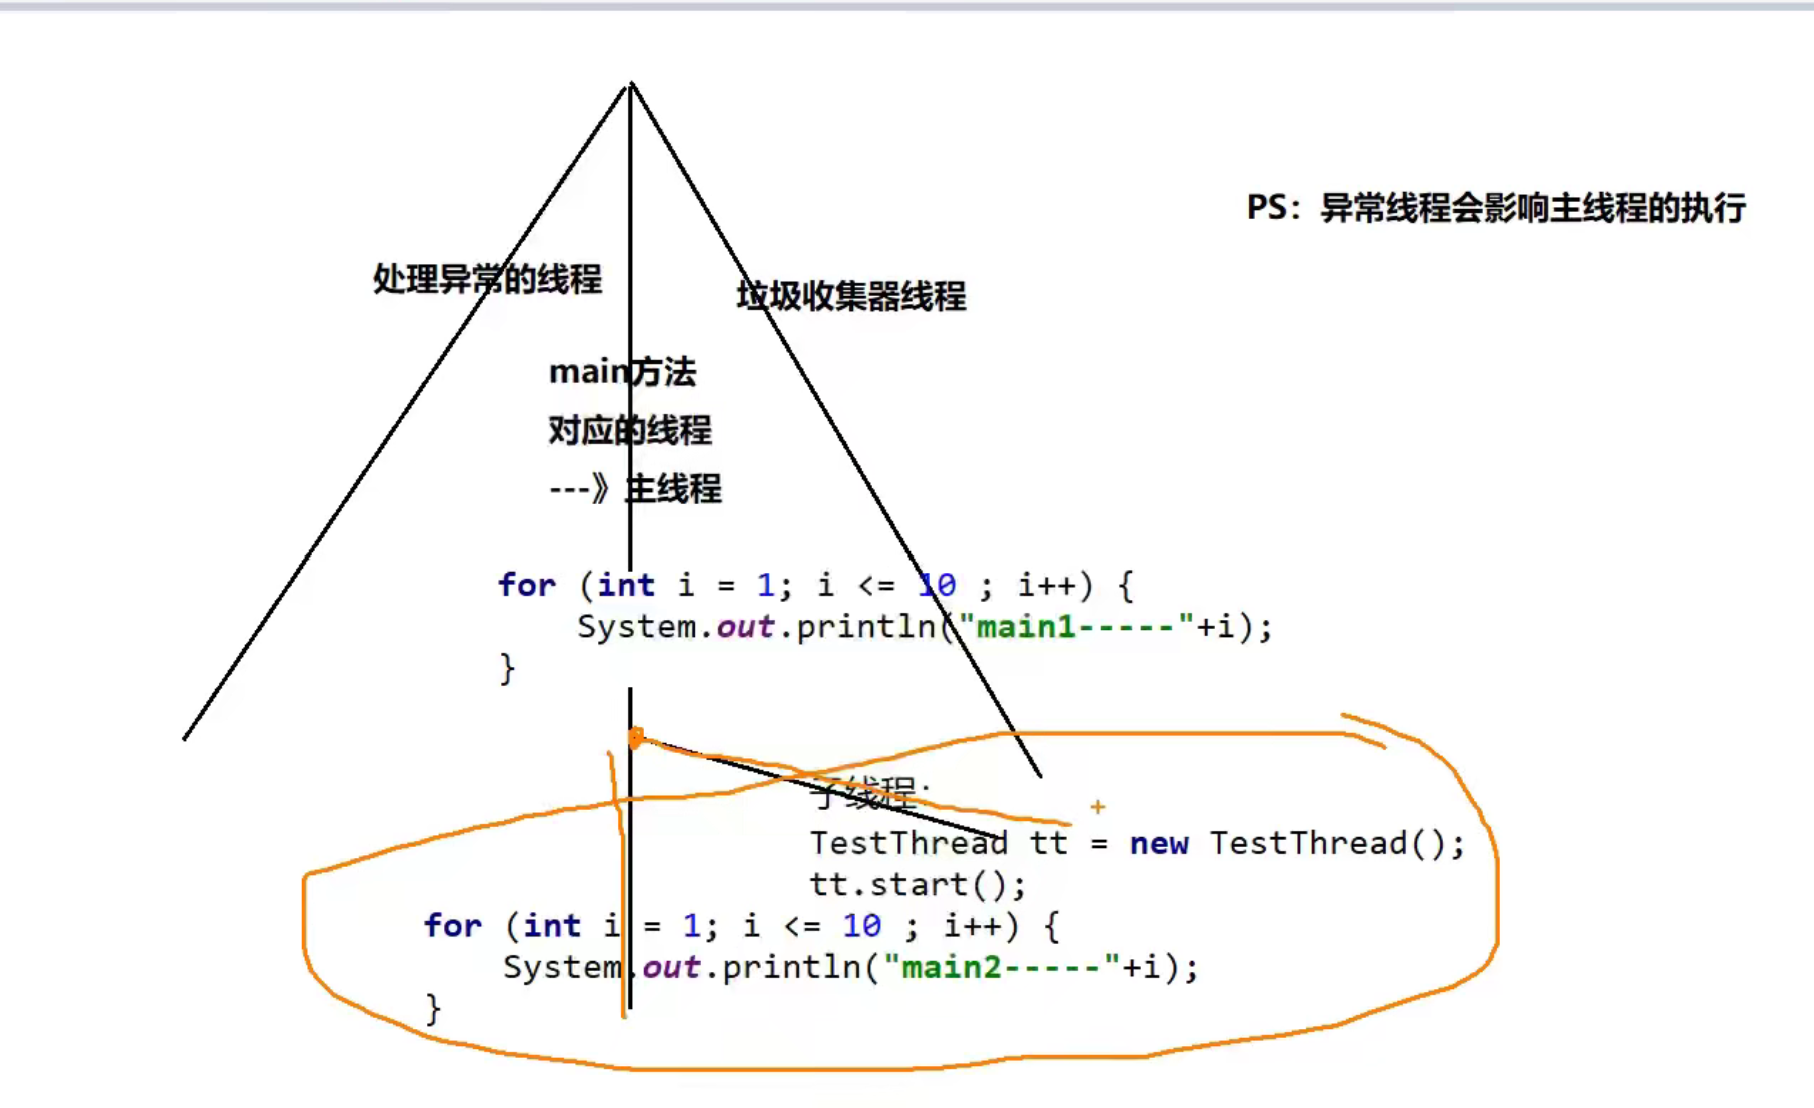 PS：异常线程会影响主线程的执行
处理异常的线程
垃圾收集器线程
main方法
对应的线程
---》主线程
for (int i = 1; i <= 10 ; i++) {
System.out.println("main1-----"+i);
}
子线程：
TestThread tt = new TestThread();
tt.start();
for (int i = 1; i <= 10 ; i++) {
System.out.println("main2-----"+i);
}